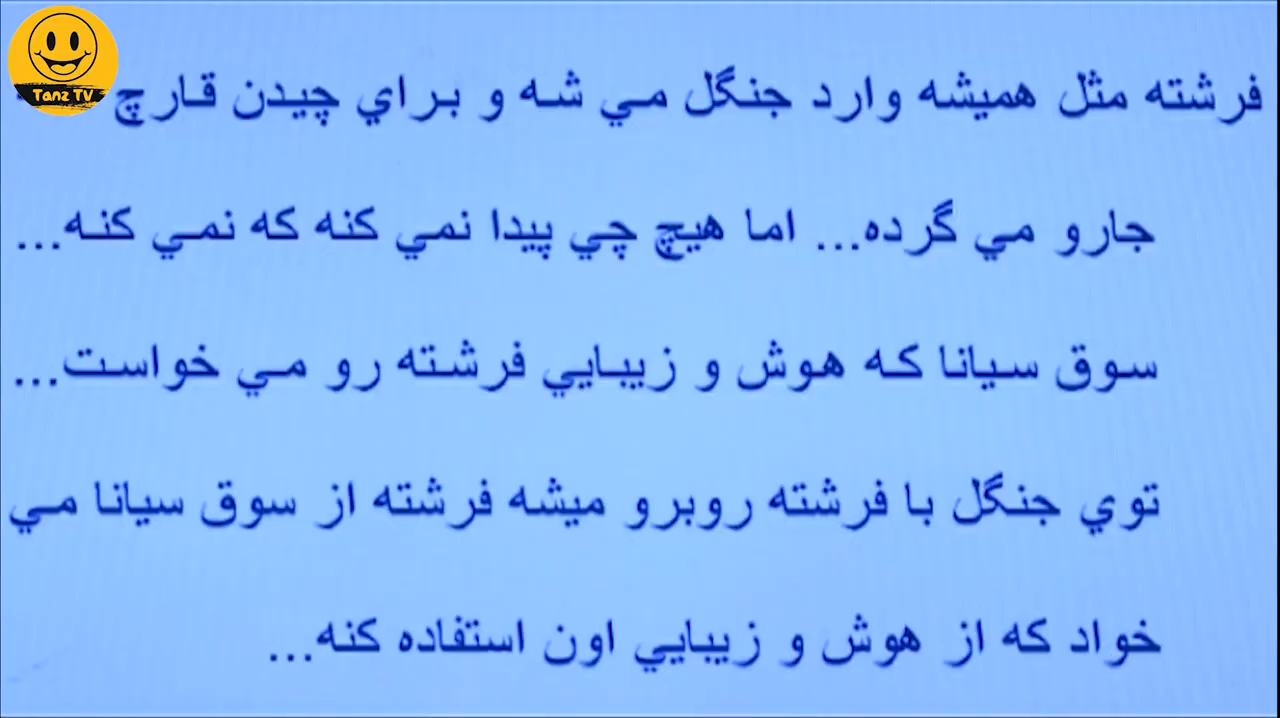 Tanz TV
فرشته مثل هميشه وارد جنگل مي شه و براي چيدن قارچ
جارو مي گرده... اما هيچ چي پيدا نمي كنه كه نمي كنه...
سوق سيانا كه هوش و زيبايي فرشته رو مي خواست...
توي جنگل با فرشته روبرو ميشه فرشته از سوق سيانا مي
خواد كه از هوش و زيبايي اون استفاده كنه...